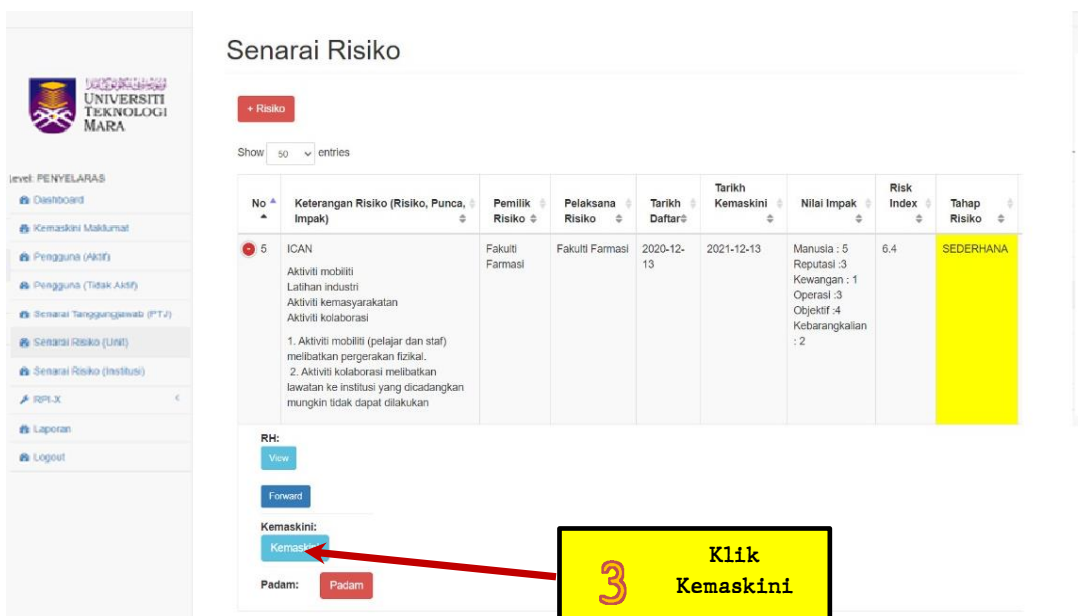 UNIVERSITI
TEKNOLOGI
MARA
Level: PENYELARAS
Dashboard
Kemaskini Maklumat
Pengguna (Aktif)
Pengguna (Tidak Aktif)
Senarai Tanggungjawab (PTJ)
Senarai Risiko (Unit)
Senarai Risiko (Institusi)
RPI-X
Laporan
Logout
Senarai Risiko
+ Risiko
Show 50 entries
No
Keterangan Risiko (Risiko, Punca,
Impak)
Pemilik
Risiko
Pelaksana
Risiko
Tarikh
Daftar
Tarikh
Kemaskini
Nilai Impak
Risk
Index
Tahap
Risiko
5
ICAN
Aktiviti mobiliti
Latihan industri
Aktiviti kemasyarakatan
Aktiviti kolaborasi
1. Aktiviti mobiliti (pelajar dan staf)
melibatkan pergerakan fizikal.
2. Aktiviti kolaborasi melibatkan
lawatan ke institusi yang dicadangkan
mungkin tidak dapat dilakukan
Fakulti
Farmasi
Fakulti Farmasi
2020-12-
13
2021-12-13
Manusia : 5
Reputasi :3
Kewangan : 1
Operasi :3
Objektif :4
Kebarangkalian
: 2
6.4
SEDERHANA
RH:
View
Forward
Kemaskini:
Kemaskini
Padam: Padam
3
Klik
Kemaskini